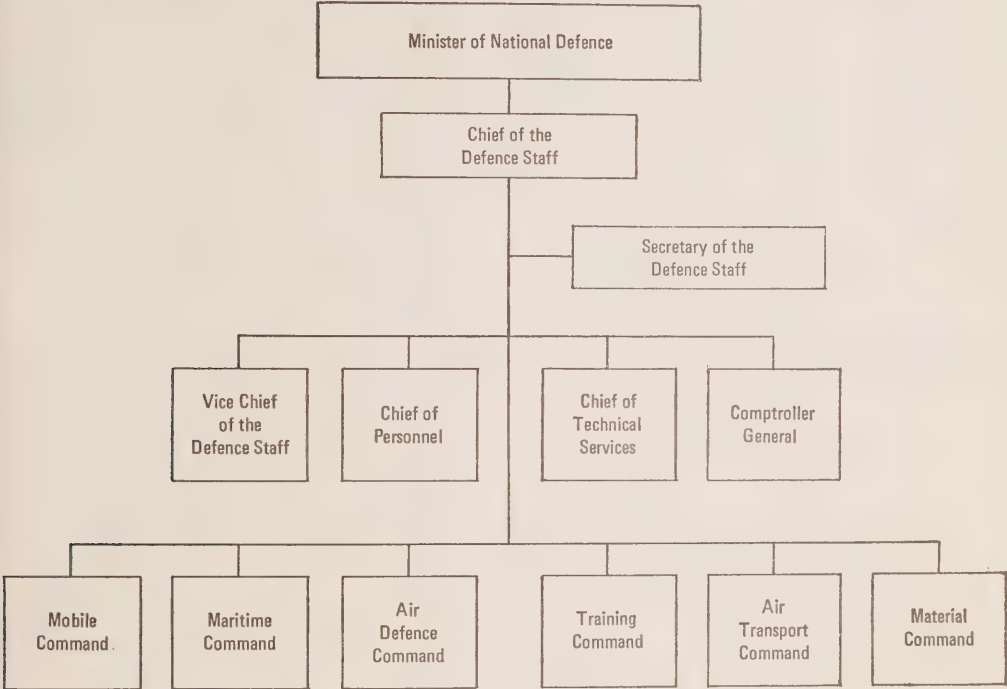 Minister of National Defence
Chief of the
Defence Staff
Secretary of the
Defence Staff
Vice Chief
of the
Defence Staff
Chief of
Personnel
Chief of
Technical
Services
Comptroller
General
Mobile
Command
Maritime
Command
Air
Defence
Command
Training
Command
Air
Transport
Command
Material
Command